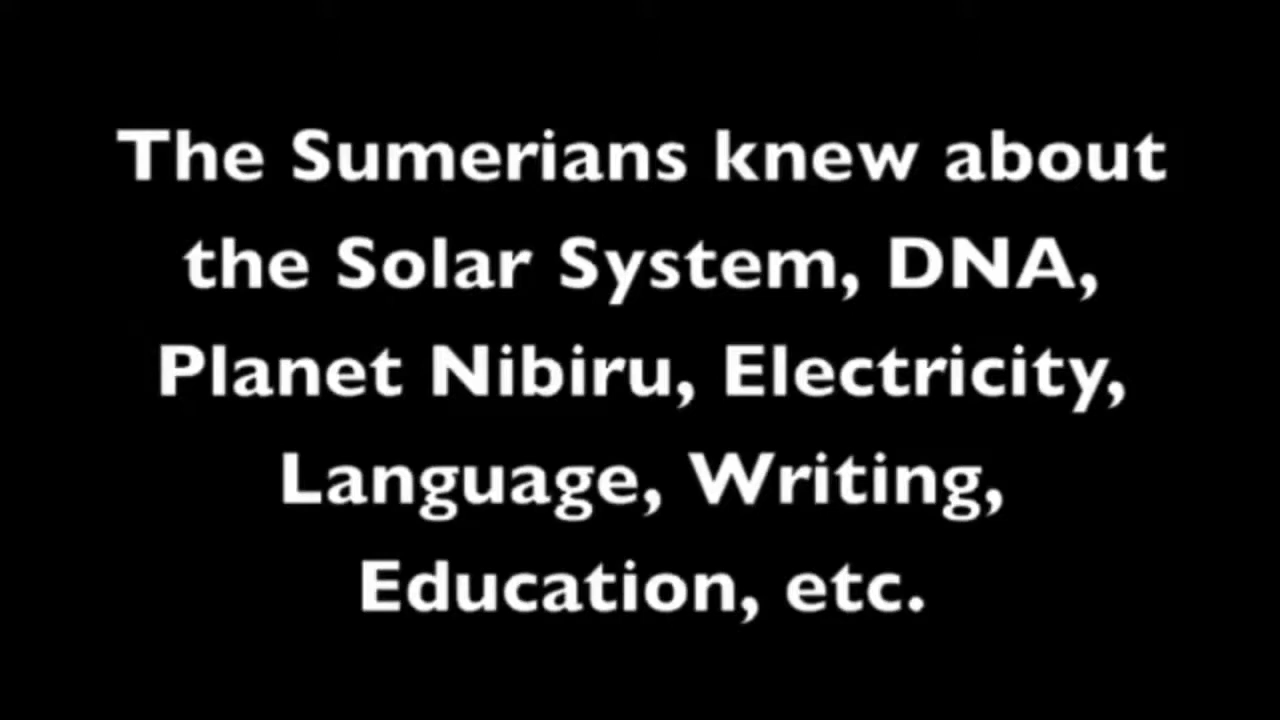 The Sumerians knew about
the Solar System, DNA,
Planet Nibiru, Electricity,
Language, Writing,
Education, etc.